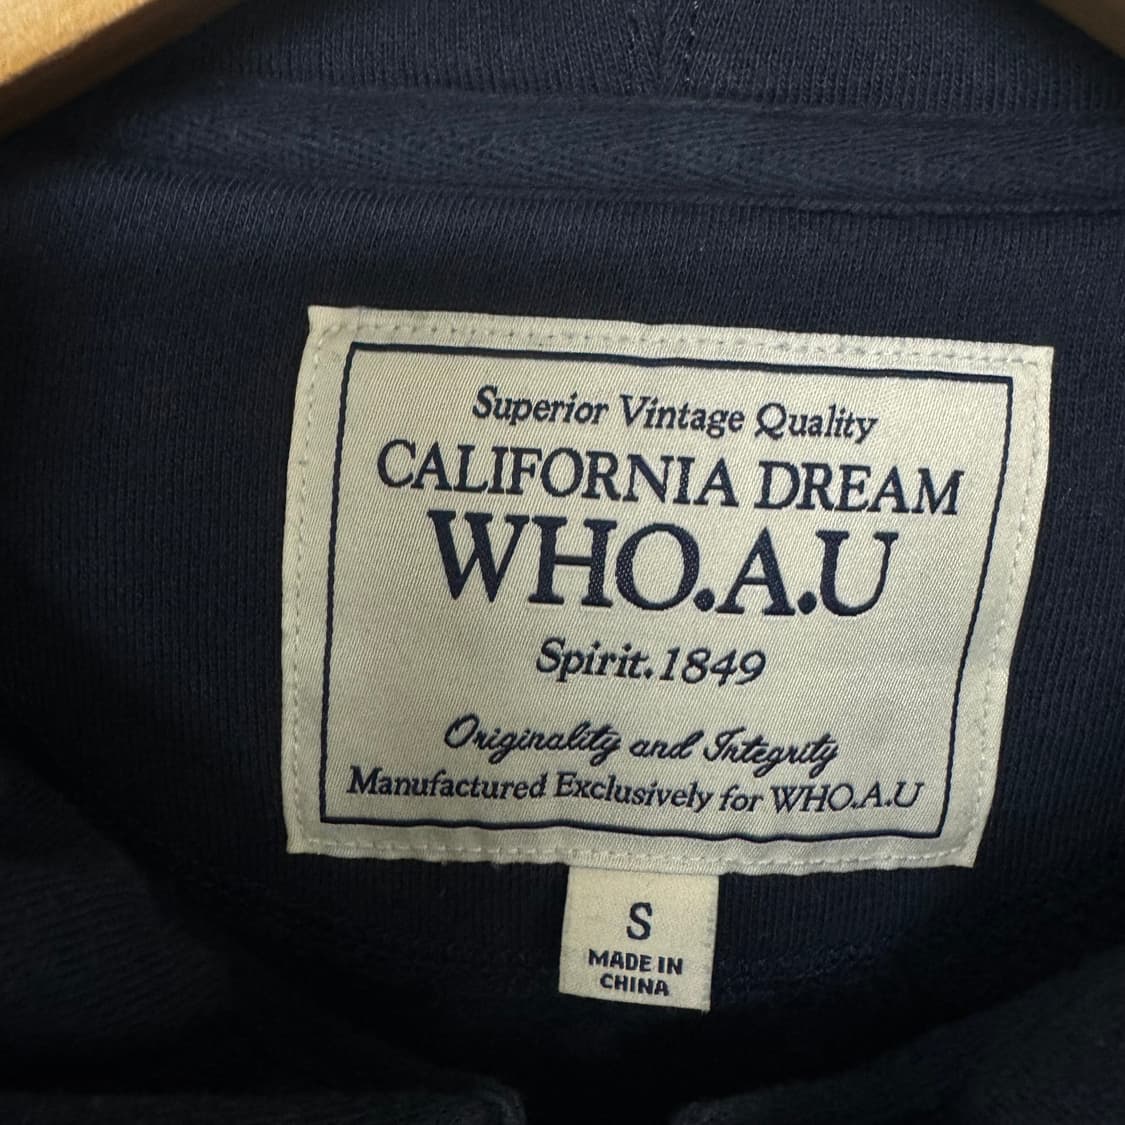 Superior Vintage Quality
CALIFORNIA DREAM
WHO.A.U
Spirit.1849
Originality and Integrity
Manufactured Exclusively for WHO.A.U
S
MADE IN
CHINA